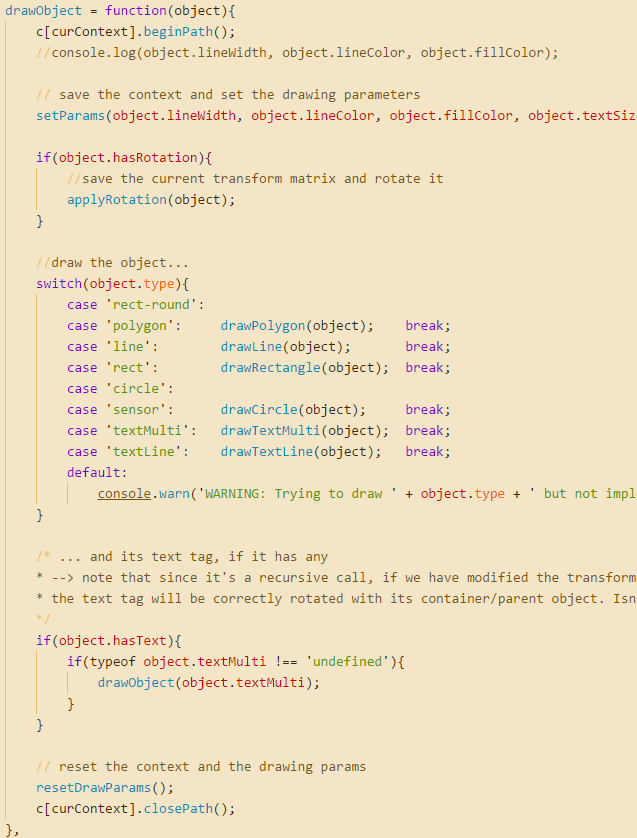 drawObject = function(object){
    c[curContext].beginPath();
    //console.log(object.lineWidth, object.lineColor, object.fillColor);
    // save the context and set the drawing parameters
    setParams(object.lineWidth, object.lineColor, object.fillColor, object.textSiz
    if(object.hasRotation){
        //save the current transform matrix and rotate it
        applyRotation(object);
    }
    //draw the object...
    switch(object.type){
        case 'rect-round':
        case 'polygon':     drawPolygon(object);    break;
        case 'line':        drawLine(object);       break;
        case 'rect':        drawRectangle(object);  break;
        case 'circle':
        case 'sensor':      drawCircle(object);     break;
        case 'textMulti':   drawTextMulti(object);  break;
        case 'textLine':    drawTextLine(object);   break;
        default:
            console.warn('WARNING: Trying to draw ' + object.type + ' but not impl
    }
    /* ... and its text tag, if it has any
    * --> note that since it's a recursive call, if we have modified the transform
    * the text tag will be correctly rotated with its container/parent object. Isn
    */
    if(object.hasText){
        if(typeof object.textMulti !== 'undefined'){
            drawObject(object.textMulti);
        }
    }
    // reset the context and the drawing params
    resetDrawParams();
    c[curContext].closePath();
},